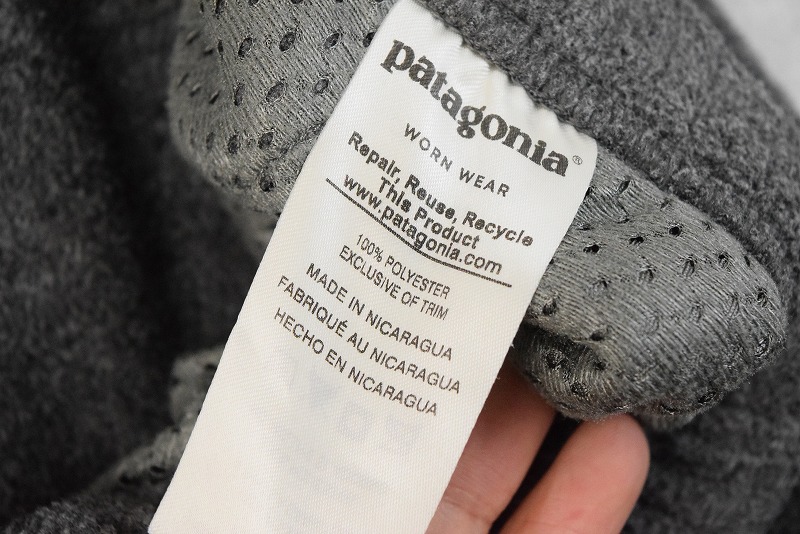 patagonia®
WORN WEAR
Repair, Reuse, Recycle
This Product
www.patagonia.com
100% POLYESTER
EXCLUSIVE OF TRIM
MADE IN NICARAGUA
FABRIQUÉ AU NICARAGUA
HECHO EN NICARAGUA